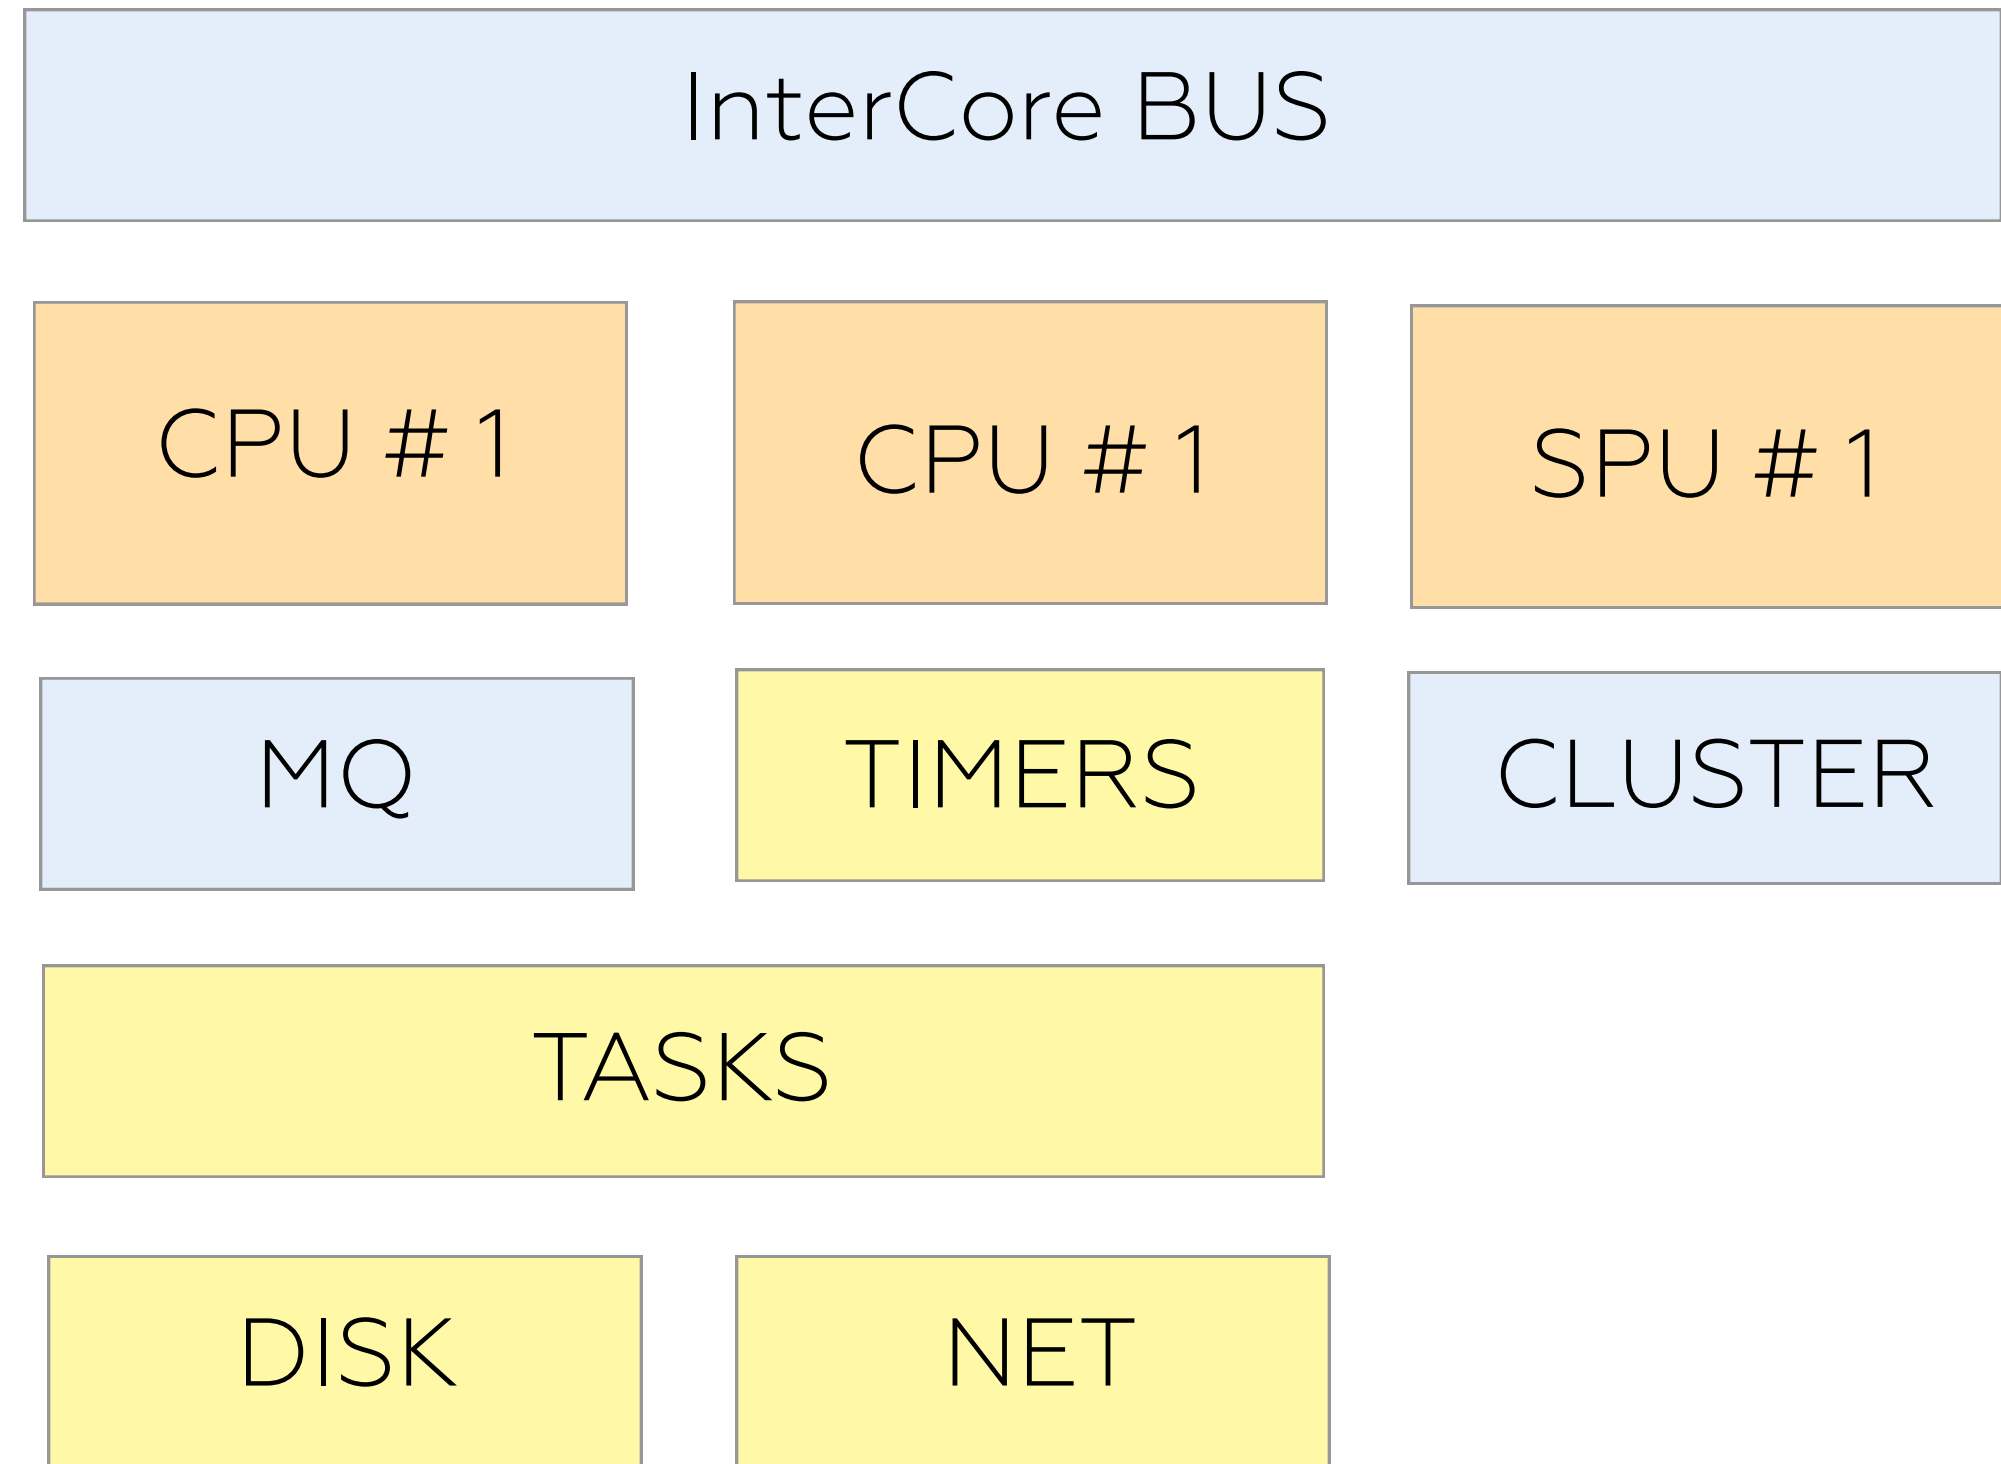 InterCore BUS
CPU # 1
CPU # 1
SPU # 1
MQ
TIMERS
CLUSTER
TASKS
DISK
NET